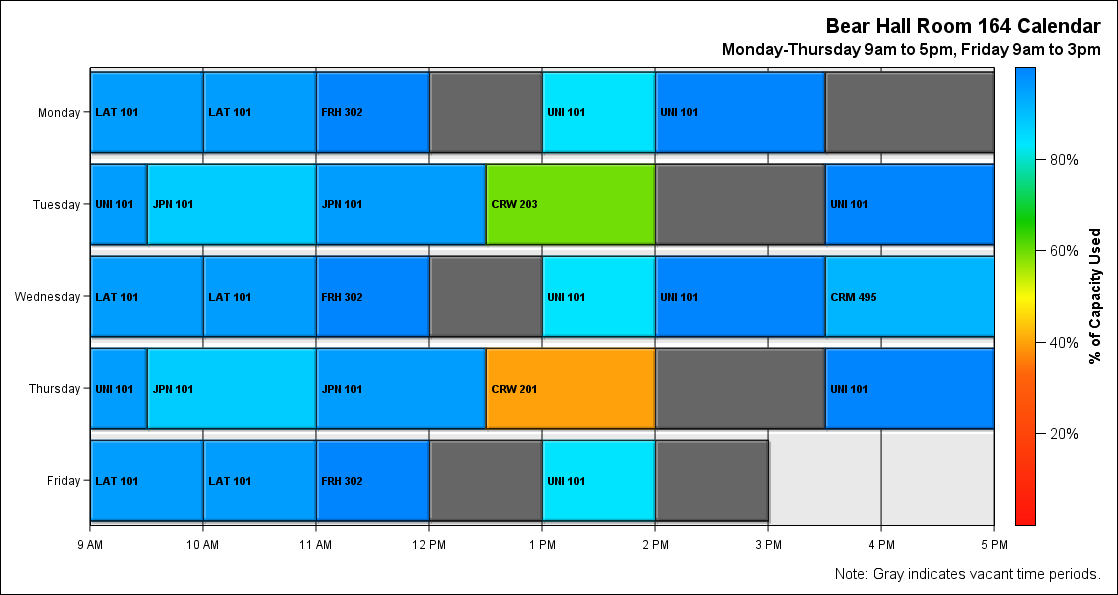 Bear Hall Room 164 Calendar
Monday-Thursday 9am to 5pm, Friday 9am to 3pm
Monday LAT 101 LAT 101 FRH 302 UNI 101 UNI 101
80%
Tuesday UNI 101 JPN 101 JPN 101 CRW 203 UNI 101
60%
% of Capacity Used
Wednesday LAT 101 LAT 101 FRH 302 UNI 101 UNI 101 CRM 495
40%
Thursday UNI 101 JPN 101 JPN 101 CRW 201 UNI 101
20%
Friday LAT 101 LAT 101 FRH 302 UNI 101
9 AM 10 AM 11 AM 12 PM 1 PM 2 PM 3 PM 4 PM 5 PM
Note: Gray indicates vacant time periods.